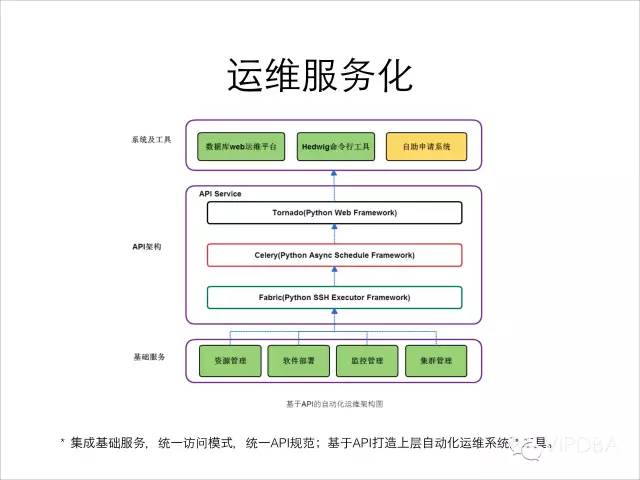 运维服务化
系统及工具
数据库web运维平台
Hedwig命令行工具
自助申请系统
API Service
Tornado(Python Web Framework)
API架构
Celery(Python Async Schedule Framework)
Fabric(Python SSH Executor Framework)
基础服务
资源管理
软件部署
监控管理
集群管理
基于API的自动化运维架构图
* 集成基础服务，统一访问模式，统一API规范；基于API打造上层自动化运维系统 工具。
VIPDBA